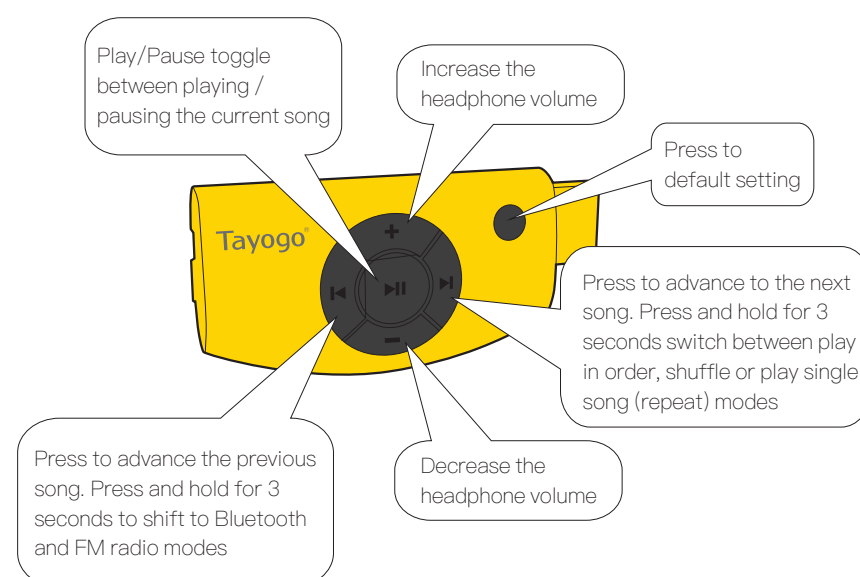 Play/Pause toggle
between playing /
pausing the current song
Increase the
headphone volume
Press to
default setting
Tayogo®
+
Press to advance to the next
song. Press and hold for 3
seconds switch between play
in order, shuffle or play single
song (repeat) modes
−
Press to advance the previous
song. Press and hold for 3
seconds to shift to Bluetooth
and FM radio modes
Decrease the
headphone volume